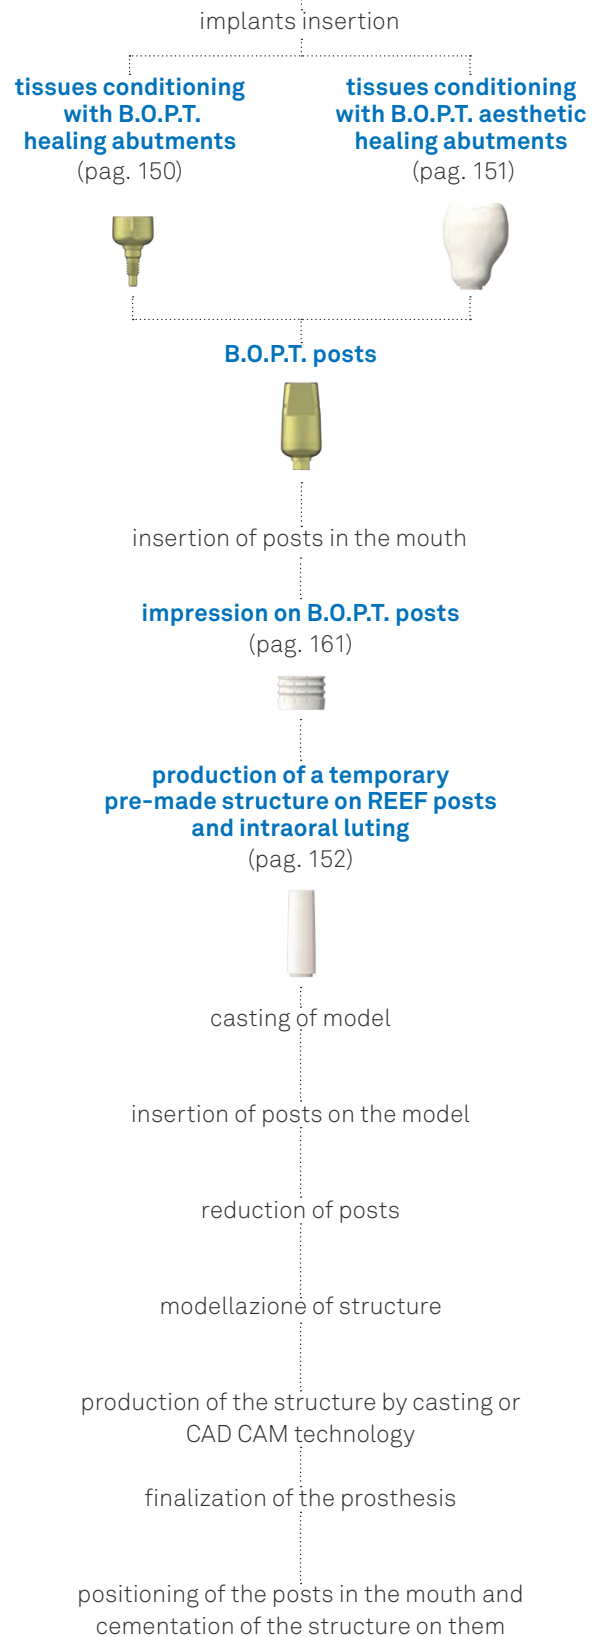 implants insertion
tissues conditioning
with B.O.P.T.
healing abutments
(pag. 150)
tissues conditioning
with B.O.P.T. aesthetic
healing abutments
(pag. 151)
B.O.P.T. posts
insertion of posts in the mouth
impression on B.O.P.T. posts
(pag. 161)
production of a temporary
pre-made structure on REEF posts
and intraoral luting
(pag. 152)
casting of model
insertion of posts on the model
reduction of posts
modellazione of structure
production of the structure by casting or
CAD CAM technology
finalization of the prosthesis
positioning of the posts in the mouth and
cementation of the structure on them